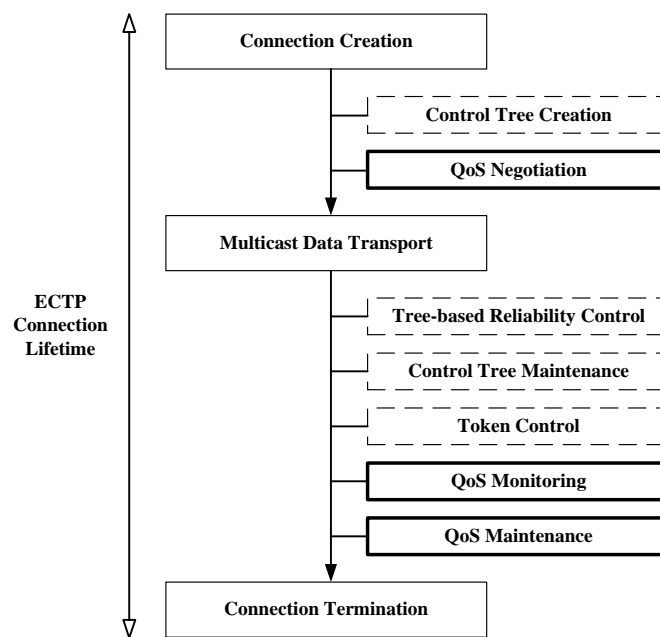 Connection Creation
Control Tree Creation
QoS Negotiation
Multicast Data Transport
ECTP
Connection
Lifetime
Tree-based Reliability Control
Control Tree Maintenance
Token Control
QoS Monitoring
QoS Maintenance
Connection Termination